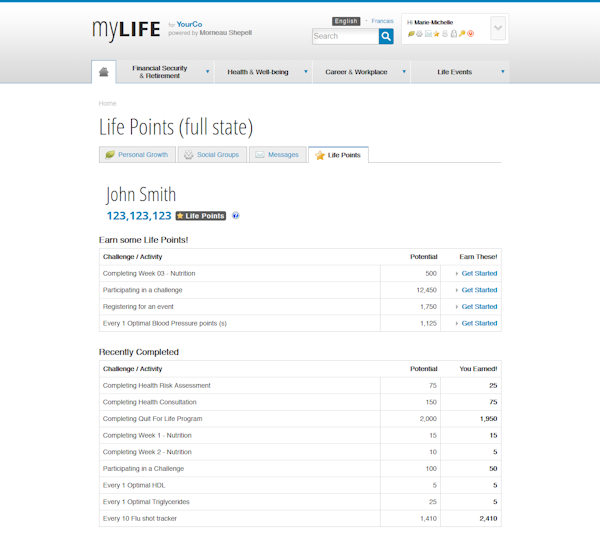 myLIFE for YourCo
powered by Morneau Shepell
English · Francais
Hi Marie-Michelle
Search
Financial Security & Retirement
Health & Well-being
Career & Workplace
Life Events
Home
Life Points (full state)
Personal Growth
Social Groups
Messages
Life Points
John Smith
123,123,123 Life Points
Earn some Life Points!
Challenge / Activity Potential Earn These!
Completing Week 03 - Nutrition 500 Get Started
Participating in a challenge 12,450 Get Started
Registering for an event 1,750 Get Started
Every 1 Optimal Blood Pressure points (s) 1,125 Get Started
Recently Completed
Challenge / Activity Potential You Earned!
Completing Health Risk Assessment 75 25
Completing Health Consultation 150 75
Completing Quit For Life Program 2,000 1,950
Completing Week 1 - Nutrition 15 15
Completing Week 2 - Nutrition 10 5
Participating in a Challenge 100 50
Every 1 Optimal HDL 5 5
Every 1 Optimal Triglycerides 25 5
Every 10 Flu shot tracker 1,410 2,410